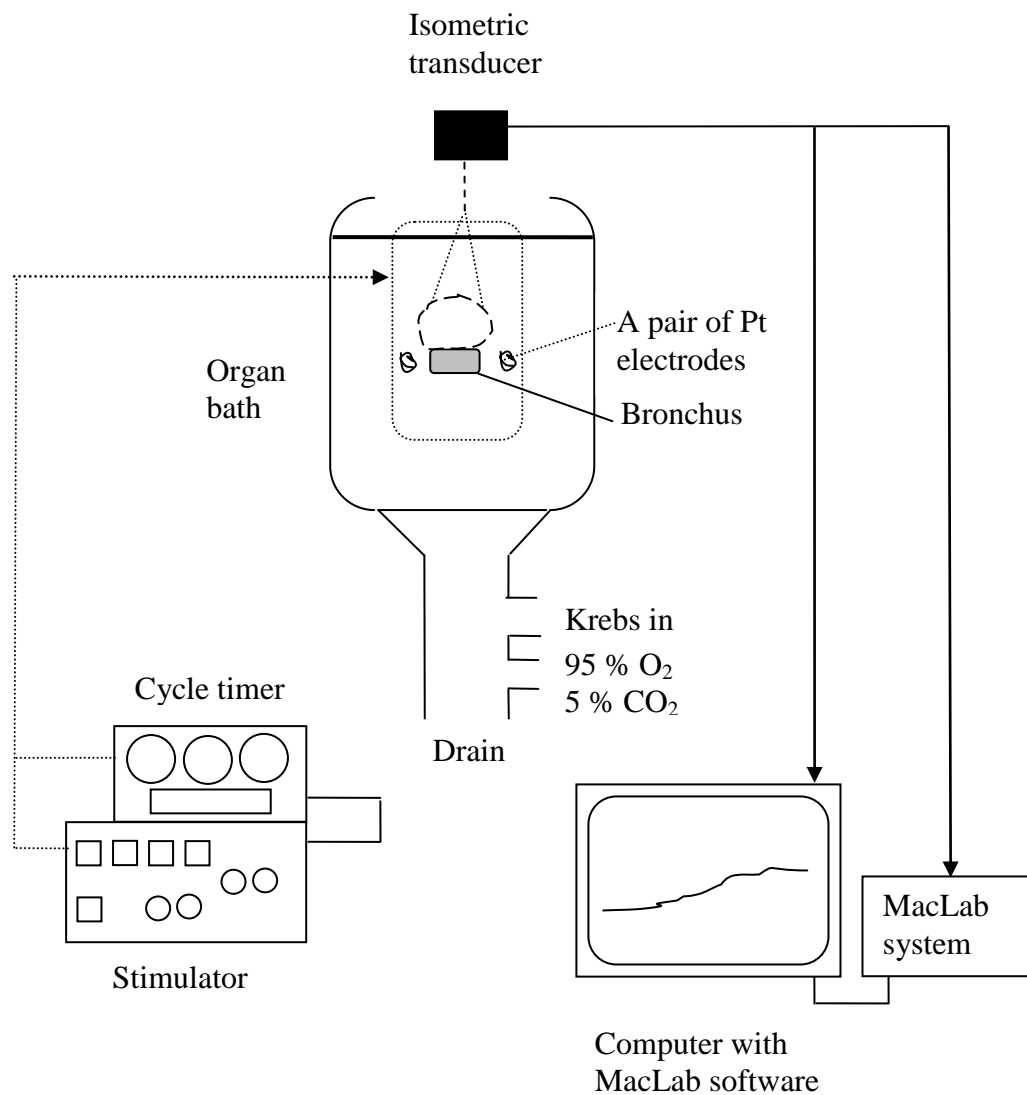 Isometric
transducer
A pair of Pt
electrodes
Organ
bath
Bronchus
Krebs in
95 % O₂
5 % CO₂
Cycle timer
Drain
MacLab
system
Stimulator
Computer with
MacLab software